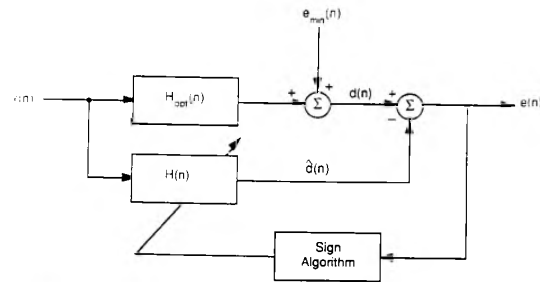 e_min(n)
H_opt(n)
+
+
Σ
d(n)
+
−
Σ
e(n)
H(n)
d̂(n)
Sign
Algorithm